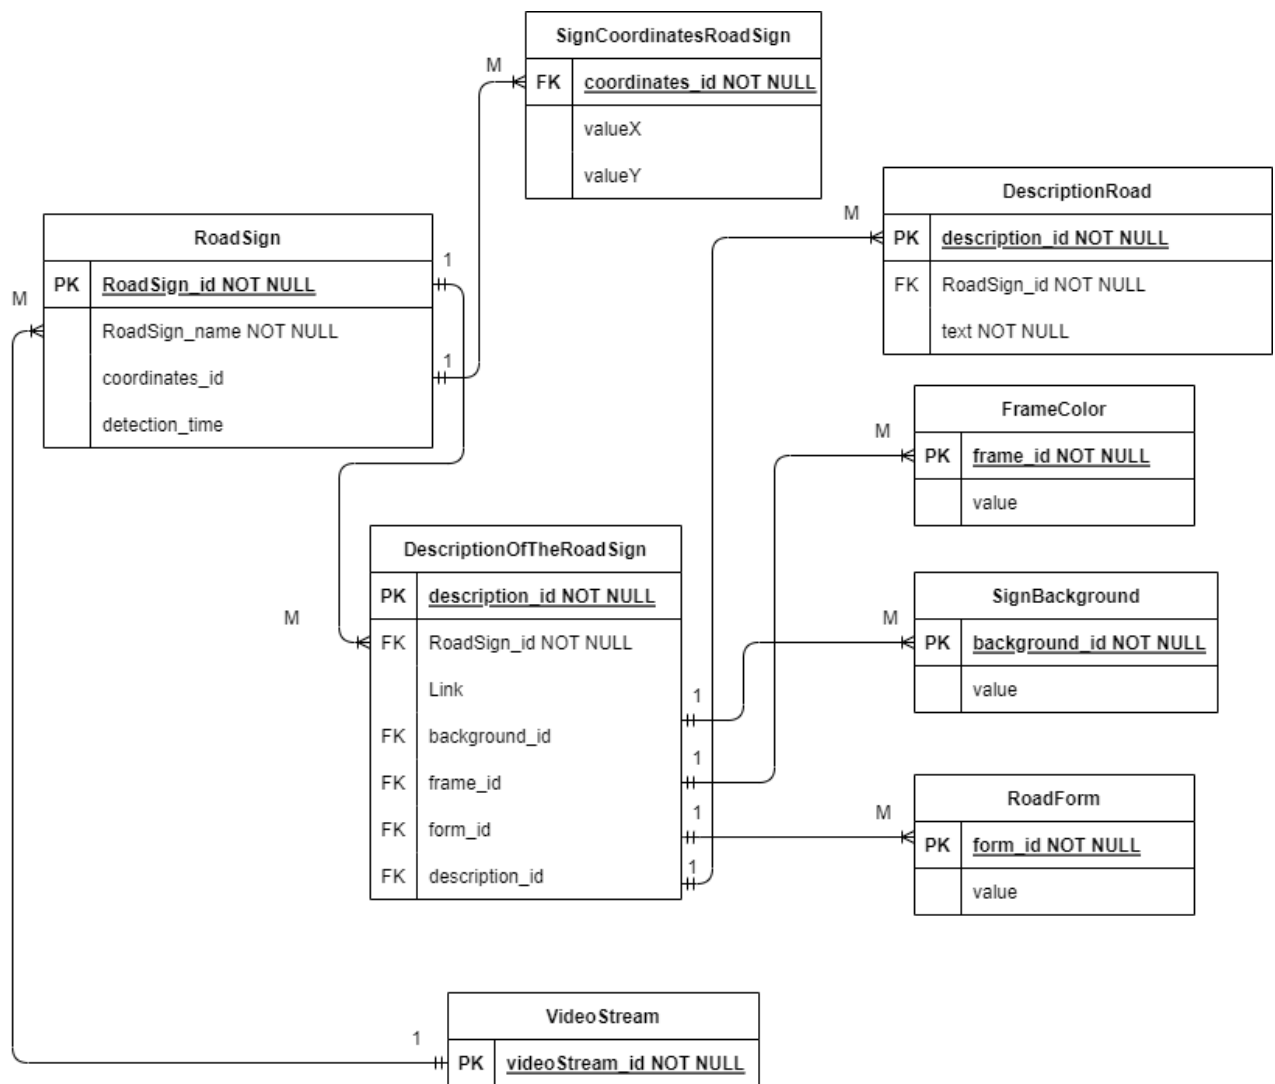 SignCoordinatesRoadSign
M
FK coordinates_id NOT NULL
valueX
valueY
DescriptionRoad
M
PK description_id NOT NULL
FK RoadSign_id NOT NULL
text NOT NULL
RoadSign
1
M
PK RoadSign_id NOT NULL
RoadSign_name NOT NULL
1
coordinates_id
detection_time
FrameColor
M
PK frame_id NOT NULL
value
DescriptionOfTheRoadSign
PK description_id NOT NULL
M
FK RoadSign_id NOT NULL
Link
1
FK background_id
1
FK frame_id
1
FK form_id
1
FK description_id
SignBackground
M
PK background_id NOT NULL
value
RoadForm
M
PK form_id NOT NULL
value
VideoStream
1
PK videoStream_id NOT NULL